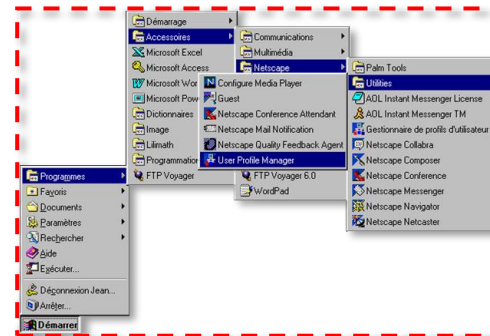 Démarrage
Accessoires
Microsoft Excel
Microsoft Access
Microsoft Wor
Microsoft Pow
Dictionnaires
Image
Lilimath
Programmation
FTP Voyager
Communications
Multimédia
Netscape
Configure Media Player
Guest
Netscape Conference Attendant
Netscape Mail Notification
Netscape Quality Feedback Agent
User Profile Manager
FTP Voyager 6.0
WordPad
Palm Tools
Utilities
AOL Instant Messenger License
AOL Instant Messenger TM
Gestionnaire de profils d'utilisateur
Netscape Collabra
Netscape Composer
Netscape Conference
Netscape Messenger
Netscape Navigator
Netscape Netcaster
Programmes
Favoris
Documents
Paramètres
Rechercher
Aide
Exécuter...
Déconnexion Jean...
Arrêter...
Démarrer